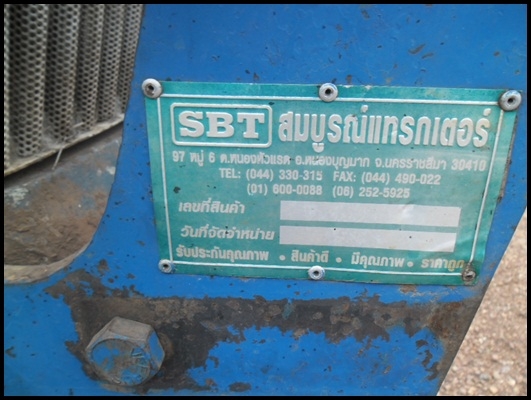 SBT สมบูรณ์แทรกเตอร์
97 หมู่ 6 ต.หนองหัวแรต อ.หนองบุญมาก จ.นครราชสีมา 30410
TEL: (044) 330-315 FAX: (044) 490-022
(01) 600-0088 (06) 252-5925
เลขที่สินค้า
วันที่จัดจำหน่าย
รับประกันคุณภาพ • สินค้าดี • มีคุณภาพ • ราคาถูก